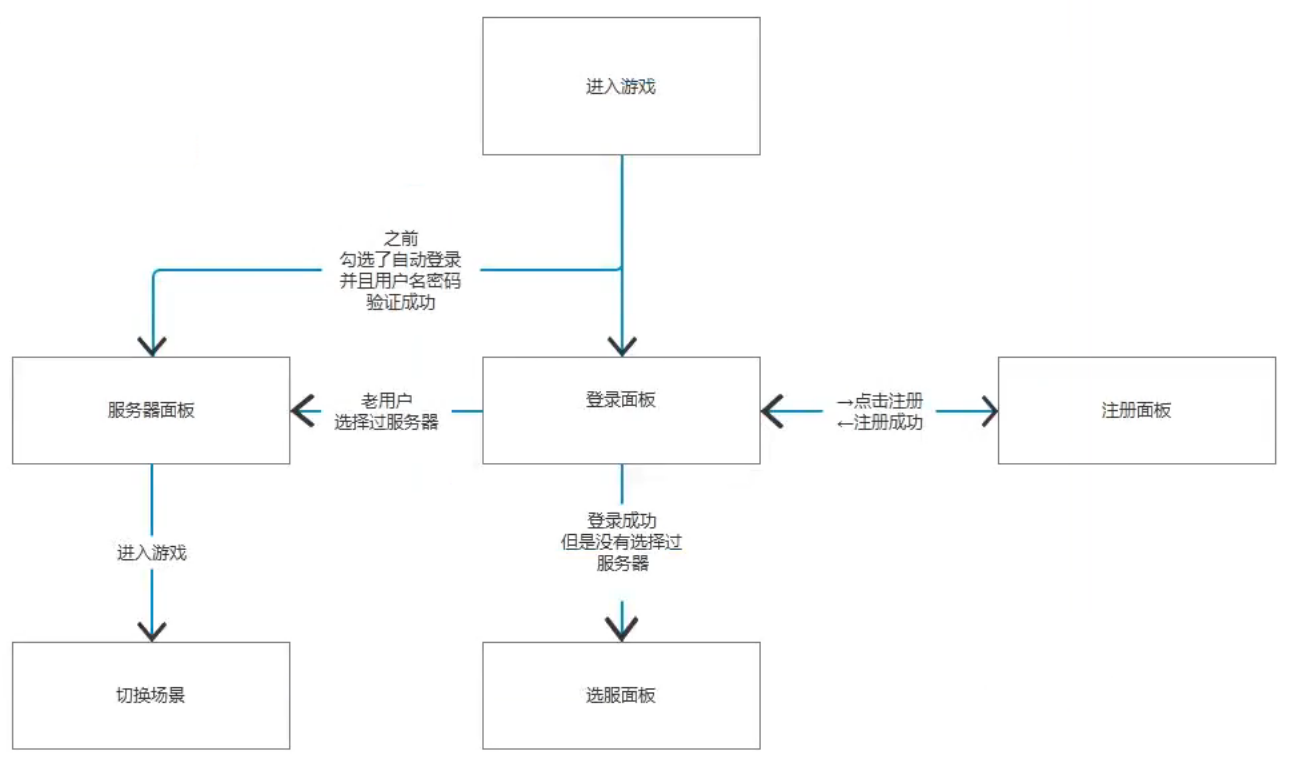 进入游戏
之前
勾选了自动登录
并且用户名密码
验证成功
服务器面板
老用户
选择过服务器
登录面板
→点击注册
←注册成功
注册面板
登录成功
但是没有选择过
服务器
进入游戏
切换场景
选服面板